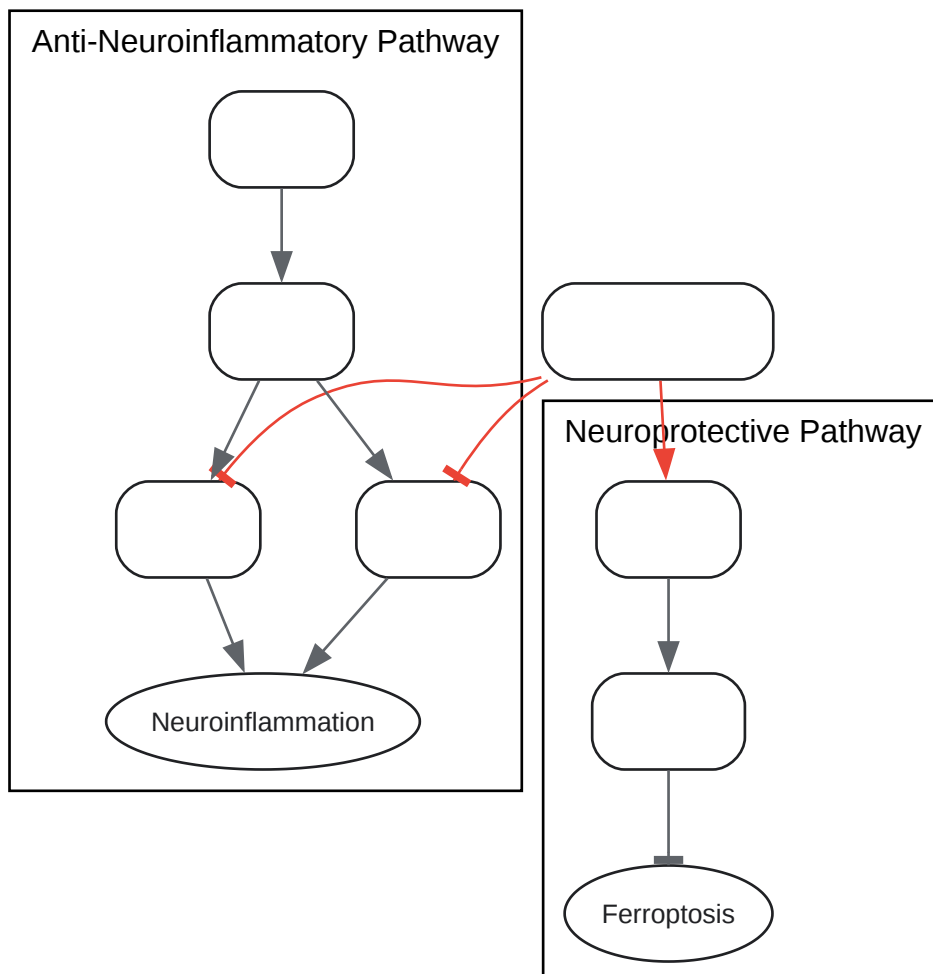 Anti-Neuroinflammatory Pathway
Neuroprotective Pathway
Neuroinflammation
Ferroptosis